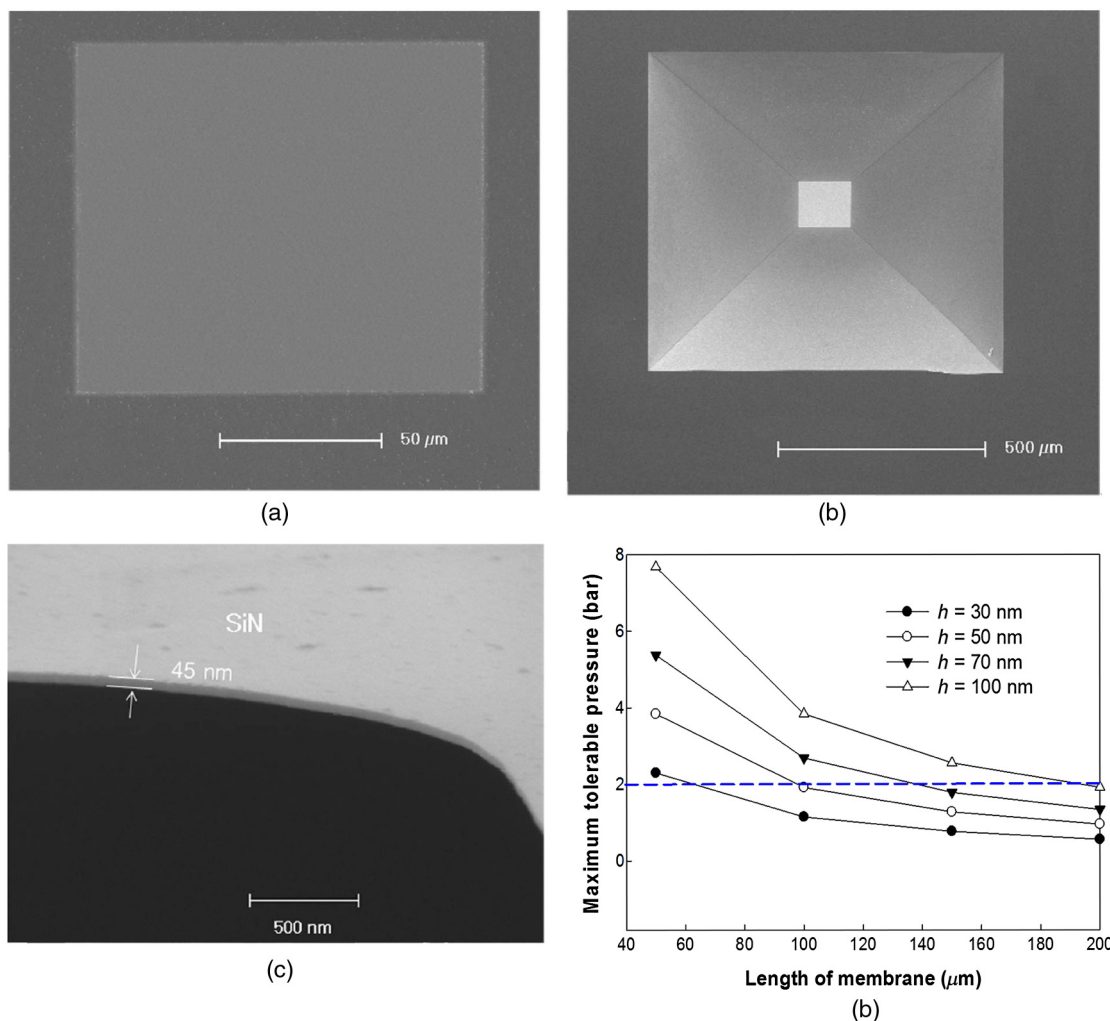 50 μm
(a)
500 μm
(b)
SiN
45 nm
500 nm
(c)
Maximum tolerable pressure (bar)
8
6
4
2
0
h = 30 nm
h = 50 nm
h = 70 nm
h = 100 nm
40 60 80 100 120 140 160 180 200
Length of membrane (μm)
(b)